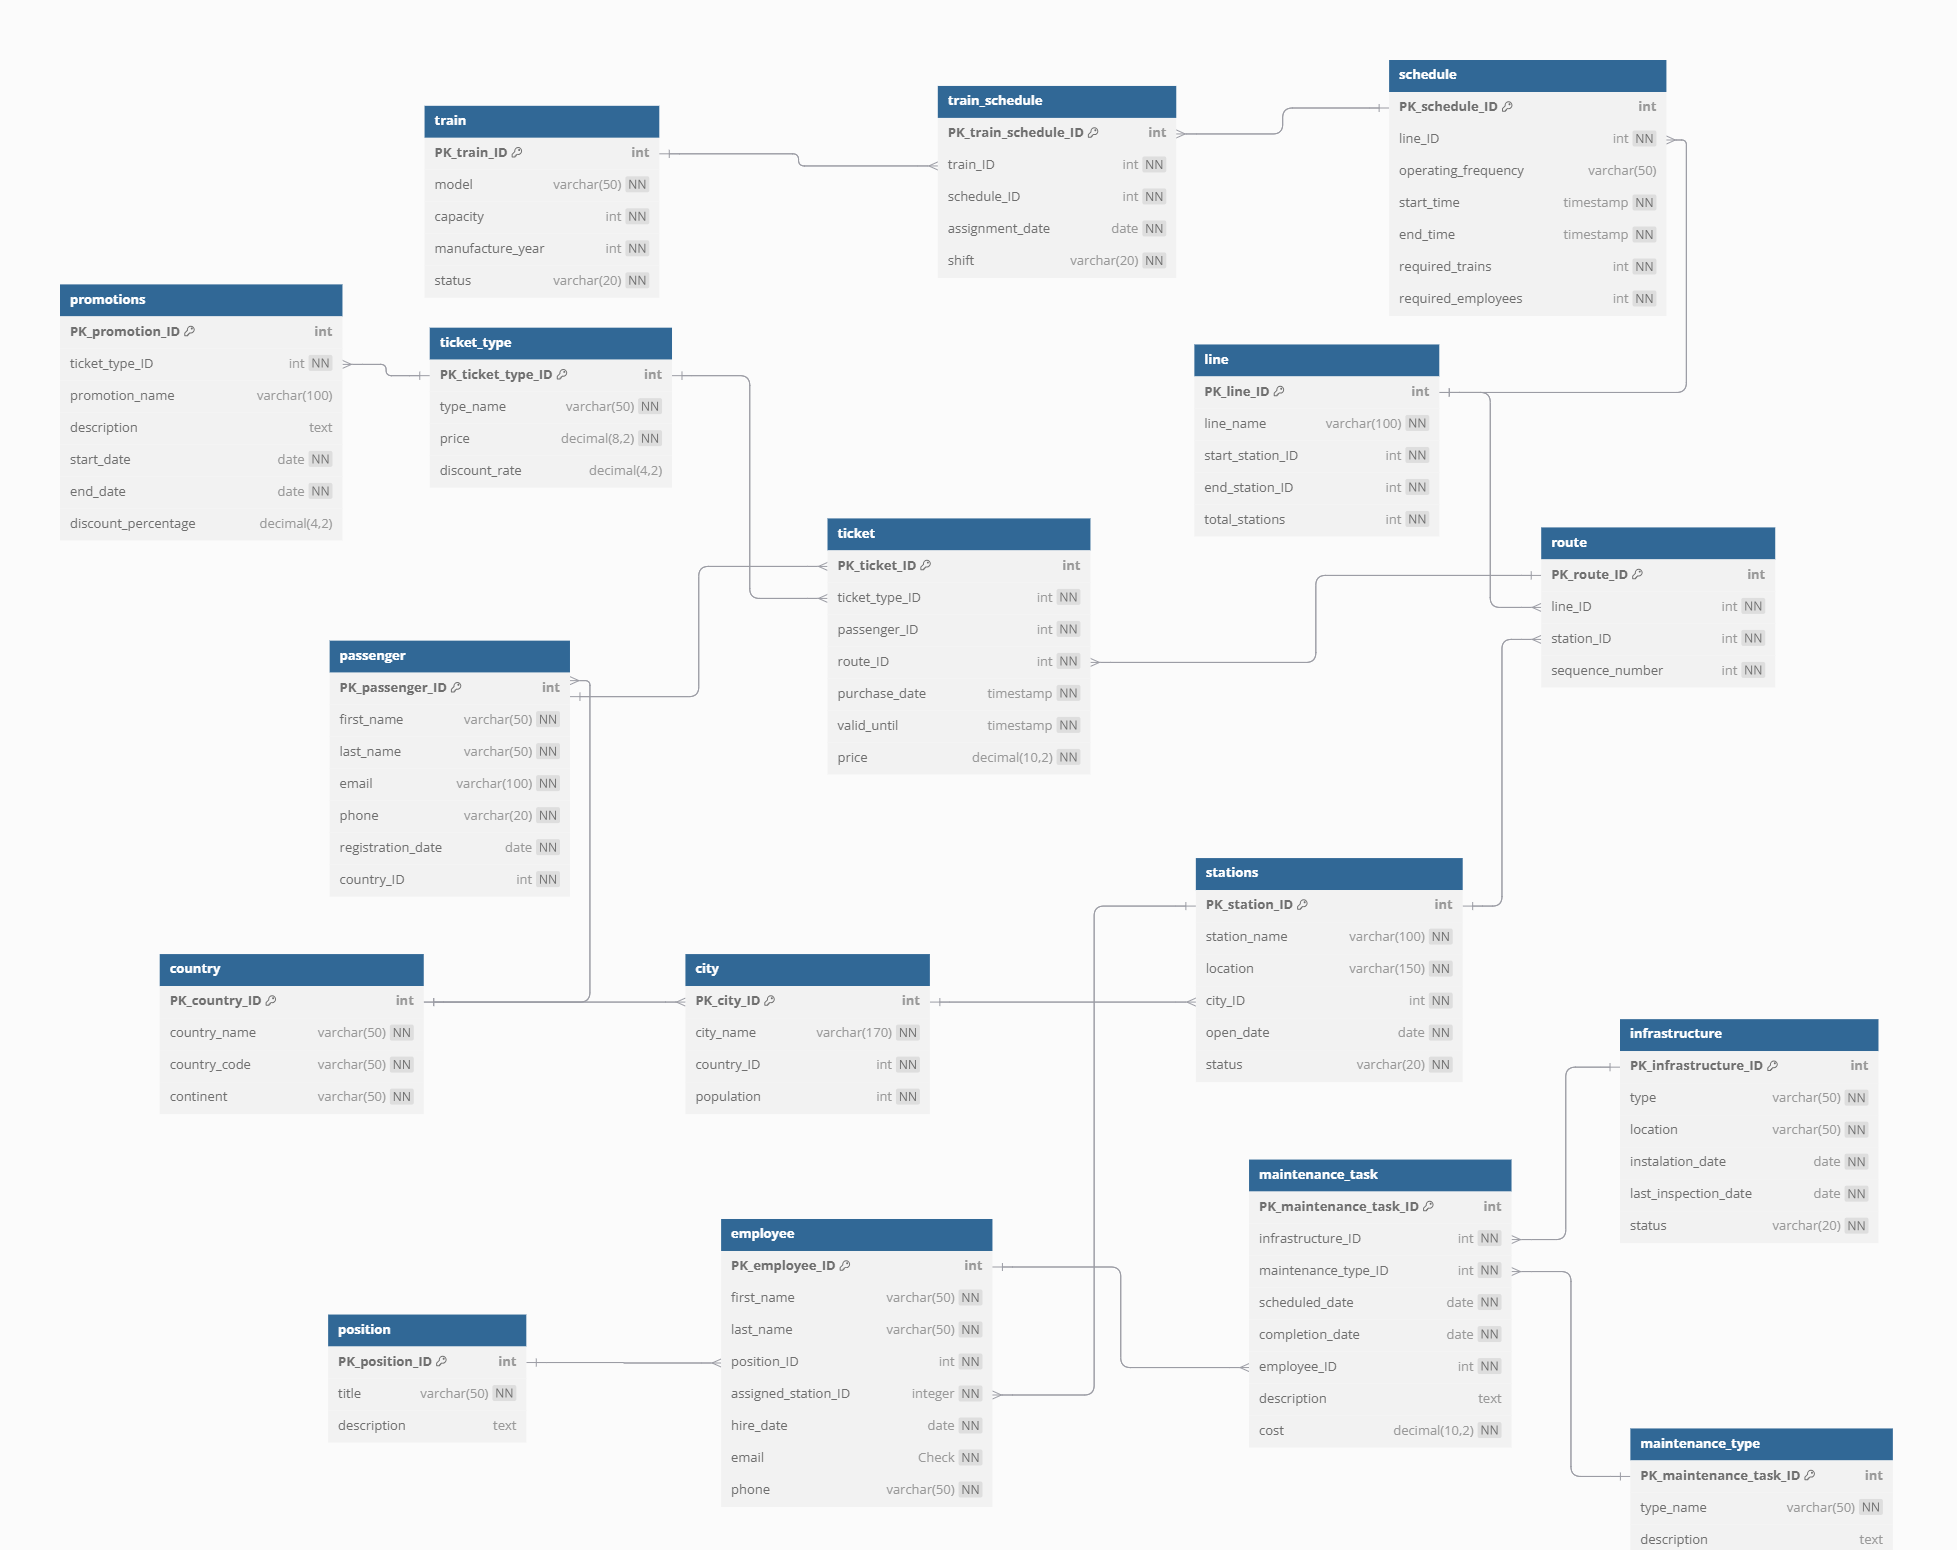 schedule
PK_schedule_ID int
line_ID int NN
operating_frequency varchar(50)
start_time timestamp NN
end_time timestamp NN
required_trains int NN
required_employees int NN
train_schedule
PK_train_schedule_ID int
train_ID int NN
schedule_ID int NN
assignment_date date NN
shift varchar(20) NN
train
PK_train_ID int
model varchar(50) NN
capacity int NN
manufacture_year int NN
status varchar(20) NN
promotions
PK_promotion_ID int
ticket_type_ID int NN
promotion_name varchar(100)
description text
start_date date NN
end_date date NN
discount_percentage decimal(4,2)
ticket_type
PK_ticket_type_ID int
type_name varchar(50) NN
price decimal(8,2) NN
discount_rate decimal(4,2)
line
PK_line_ID int
line_name varchar(100) NN
start_station_ID int NN
end_station_ID int NN
total_stations int NN
ticket
PK_ticket_ID int
ticket_type_ID int NN
passenger_ID int NN
route_ID int NN
purchase_date timestamp NN
valid_until timestamp NN
price decimal(10,2) NN
route
PK_route_ID int
line_ID int NN
station_ID int NN
sequence_number int NN
passenger
PK_passenger_ID int
first_name varchar(50) NN
last_name varchar(50) NN
email varchar(100) NN
phone varchar(20) NN
registration_date date NN
country_ID int NN
stations
PK_station_ID int
station_name varchar(100) NN
location varchar(150) NN
city_ID int NN
open_date date NN
status varchar(20) NN
country
PK_country_ID int
country_name varchar(50) NN
country_code varchar(50) NN
continent varchar(50) NN
city
PK_city_ID int
city_name varchar(170) NN
country_ID int NN
population int NN
infrastructure
PK_infrastructure_ID int
type varchar(50) NN
location varchar(50) NN
instalation_date date NN
last_inspection_date date NN
status varchar(20) NN
maintenance_task
PK_maintenance_task_ID int
infrastructure_ID int NN
maintenance_type_ID int NN
scheduled_date date NN
completion_date date NN
employee_ID int NN
description text
cost decimal(10,2) NN
employee
PK_employee_ID int
first_name varchar(50) NN
last_name varchar(50) NN
position_ID int NN
assigned_station_ID integer NN
hire_date date NN
email Check NN
phone varchar(50) NN
position
PK_position_ID int
title varchar(50) NN
description text
maintenance_type
PK_maintenance_task_ID int
type_name varchar(50) NN
description text